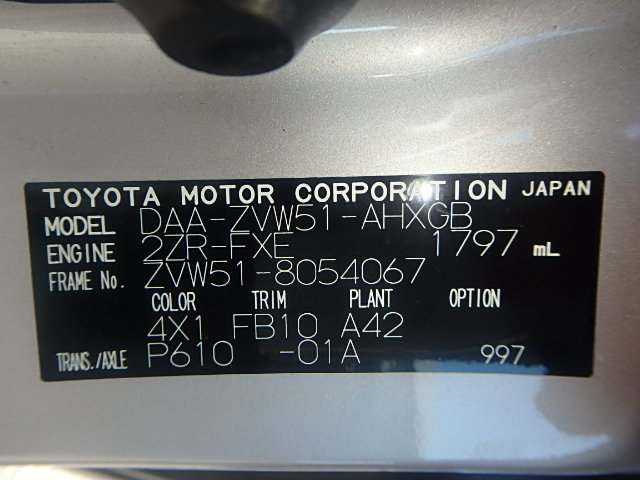 TOYOTA MOTOR CORPORATION JAPAN
MODEL DAA-ZVW51-AHXGB
ENGINE 2ZR-FXE 1797 mL
FRAME No. ZVW51-8054067
COLOR TRIM PLANT OPTION
4X1 FB10 A42
TRANS./AXLE P610 -01A 997